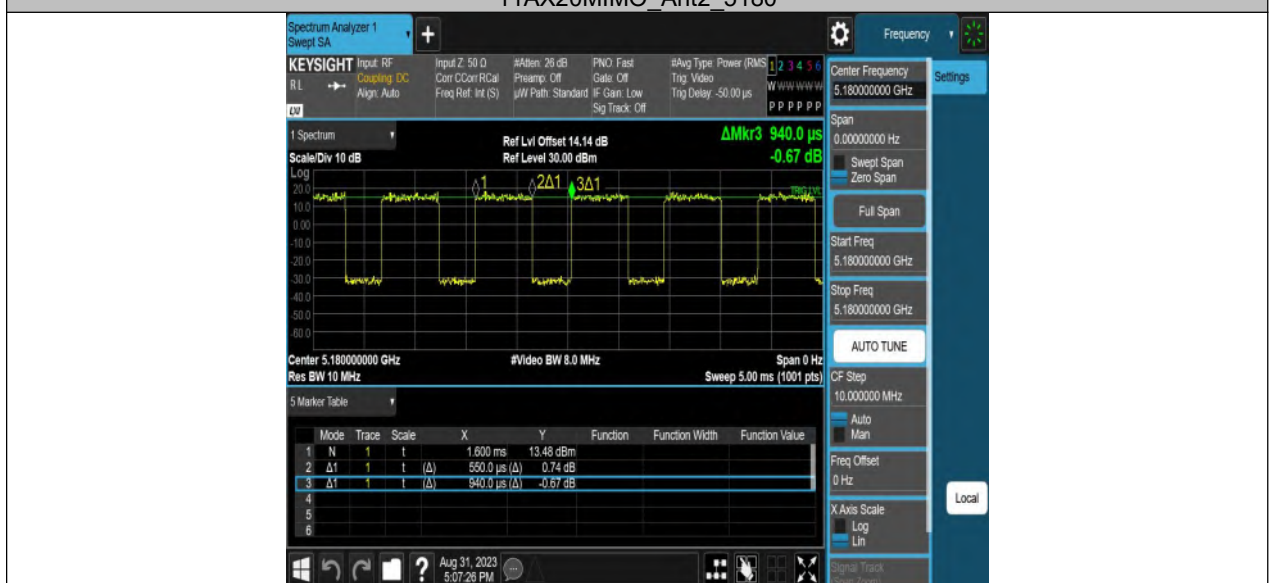 11AX20MIMO_Ant2_5180
Spectrum Analyzer 1
Swept SA
+
Frequency
KEYSIGHT
RL
LXI
Input: RF
Coupling: DC
Align: Auto
Input Z: 50 Ω
Corr CCorr RCal
Freq Ref: Int (S)
#Atten: 26 dB
Preamp: Off
µW Path: Standard
PNO: Fast
Gate: Off
IF Gain: Low
Sig Track: Off
#Avg Type: Power (RMS
Trig: Video
Trig Delay: -50.00 µs
1 2 3 4 5 6
W W W W W W
P P P P P P
1 Spectrum
Scale/Div 10 dB
Ref Lvl Offset 14.14 dB
Ref Level 30.00 dBm
ΔMkr3 940.0 µs
-0.67 dB
Log
20.0
10.0
0.00
-10.0
-20.0
-30.0
-40.0
-50.0
-60.0
1
2Δ1
3Δ1
TRIG LVL
Center 5.180000000 GHz
Res BW 10 MHz
#Video BW 8.0 MHz
Span 0 Hz
Sweep 5.00 ms (1001 pts)
5 Marker Table
Mode Trace Scale X Y Function Function Width Function Value
1 N 1 t 1.600 ms 13.48 dBm
2 Δ1 1 t (Δ) 550.0 µs (Δ) 0.74 dB
3 Δ1 1 t (Δ) 940.0 µs (Δ) -0.67 dB
4
5
6
?
Aug 31, 2023
5:07:26 PM
Center Frequency
5.180000000 GHz
Span
0.00000000 Hz
Swept Span
Zero Span
Full Span
Start Freq
5.180000000 GHz
Stop Freq
5.180000000 GHz
AUTO TUNE
CF Step
10.000000 MHz
Auto
Man
Freq Offset
0 Hz
X Axis Scale
Log
Lin
Signal Track
(Span Zoom)
Settings
Local